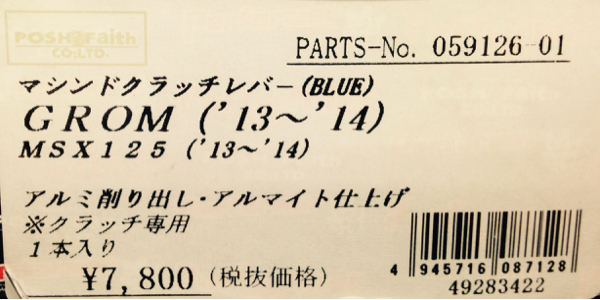 POSH Faith
CO.LTD.
PARTS-No. 059126-01
マシンドクラッチレバー(BLUE)
GROM ('13〜'14)
MSX125 ('13〜'14)
アルミ削り出し・アルマイト仕上げ
※クラッチ専用
1本入り
¥7,800 (税抜価格)
4 945716 087128
49283422